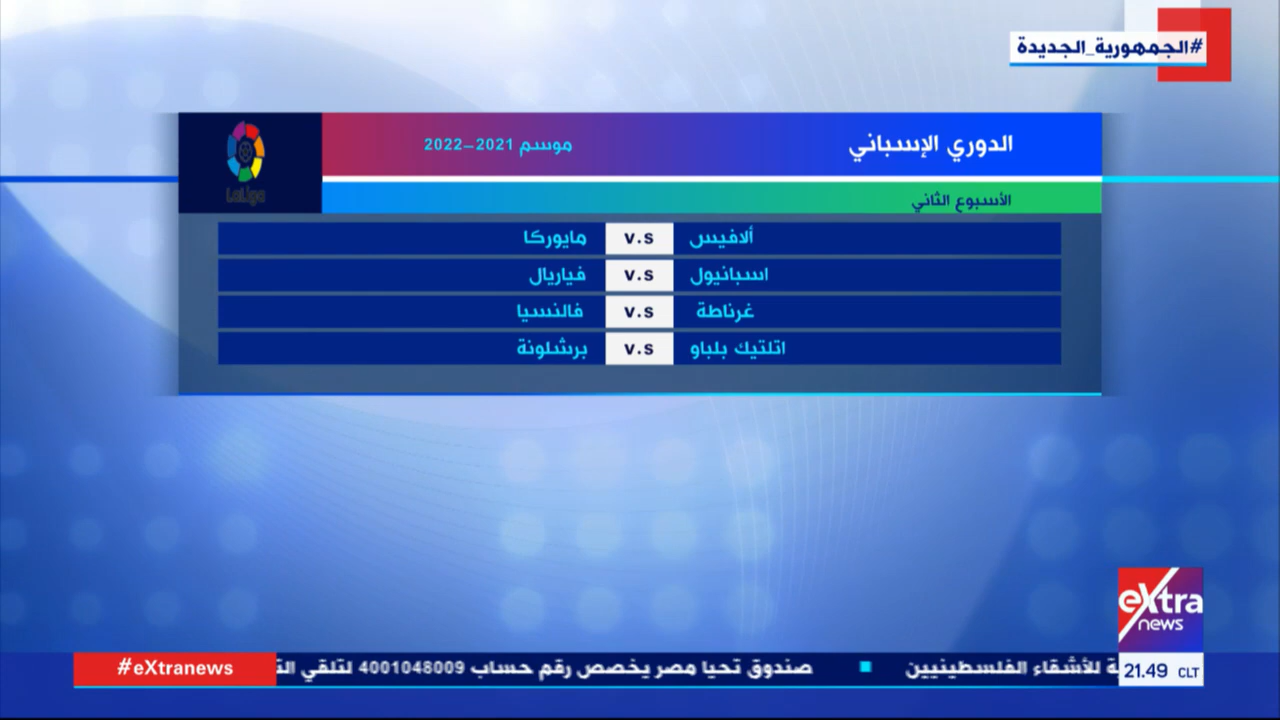 #الجمهورية_الجديدة
الدوري الإسباني
موسم 2021–2022
LaLiga
الأسبوع الثاني
ألافيس v.s مايوركا
اسبانيول v.s فياريال
غرناطة v.s فالنسيا
اتلتيك بلباو v.s برشلونة
eXtra
news
#eXtranews
للأشقاء الفلسطينيين ■ صندوق تحيا مصر يخصص رقم حساب 4001048009 لتلقي
21.49 CLT